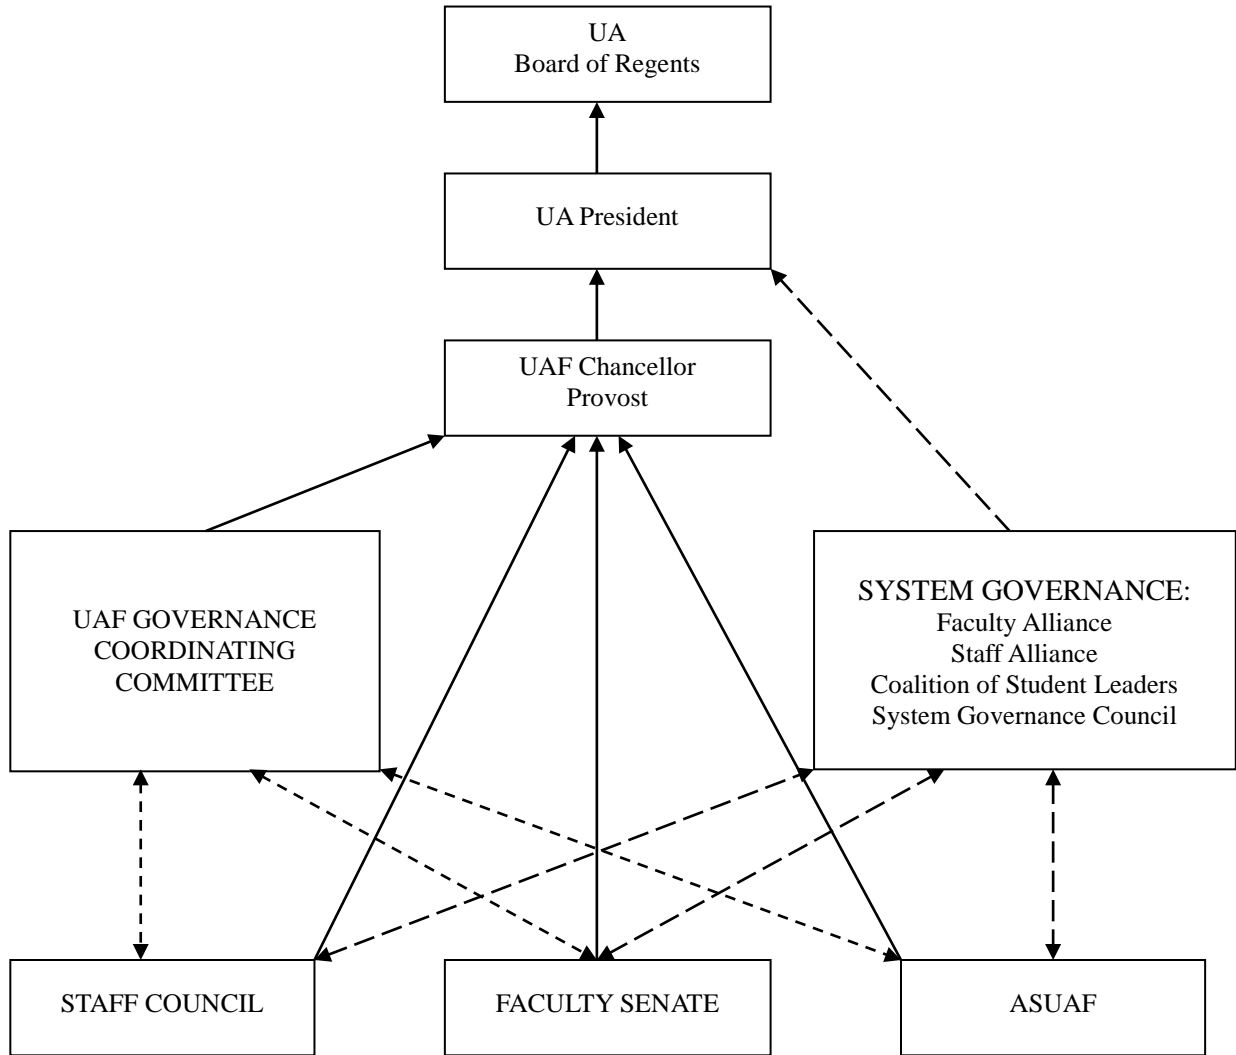 UA
Board of Regents
UA President
UAF Chancellor
Provost
UAF GOVERNANCE
COORDINATING
COMMITTEE
SYSTEM GOVERNANCE:
Faculty Alliance
Staff Alliance
Coalition of Student Leaders
System Governance Council
STAFF COUNCIL
FACULTY SENATE
ASUAF